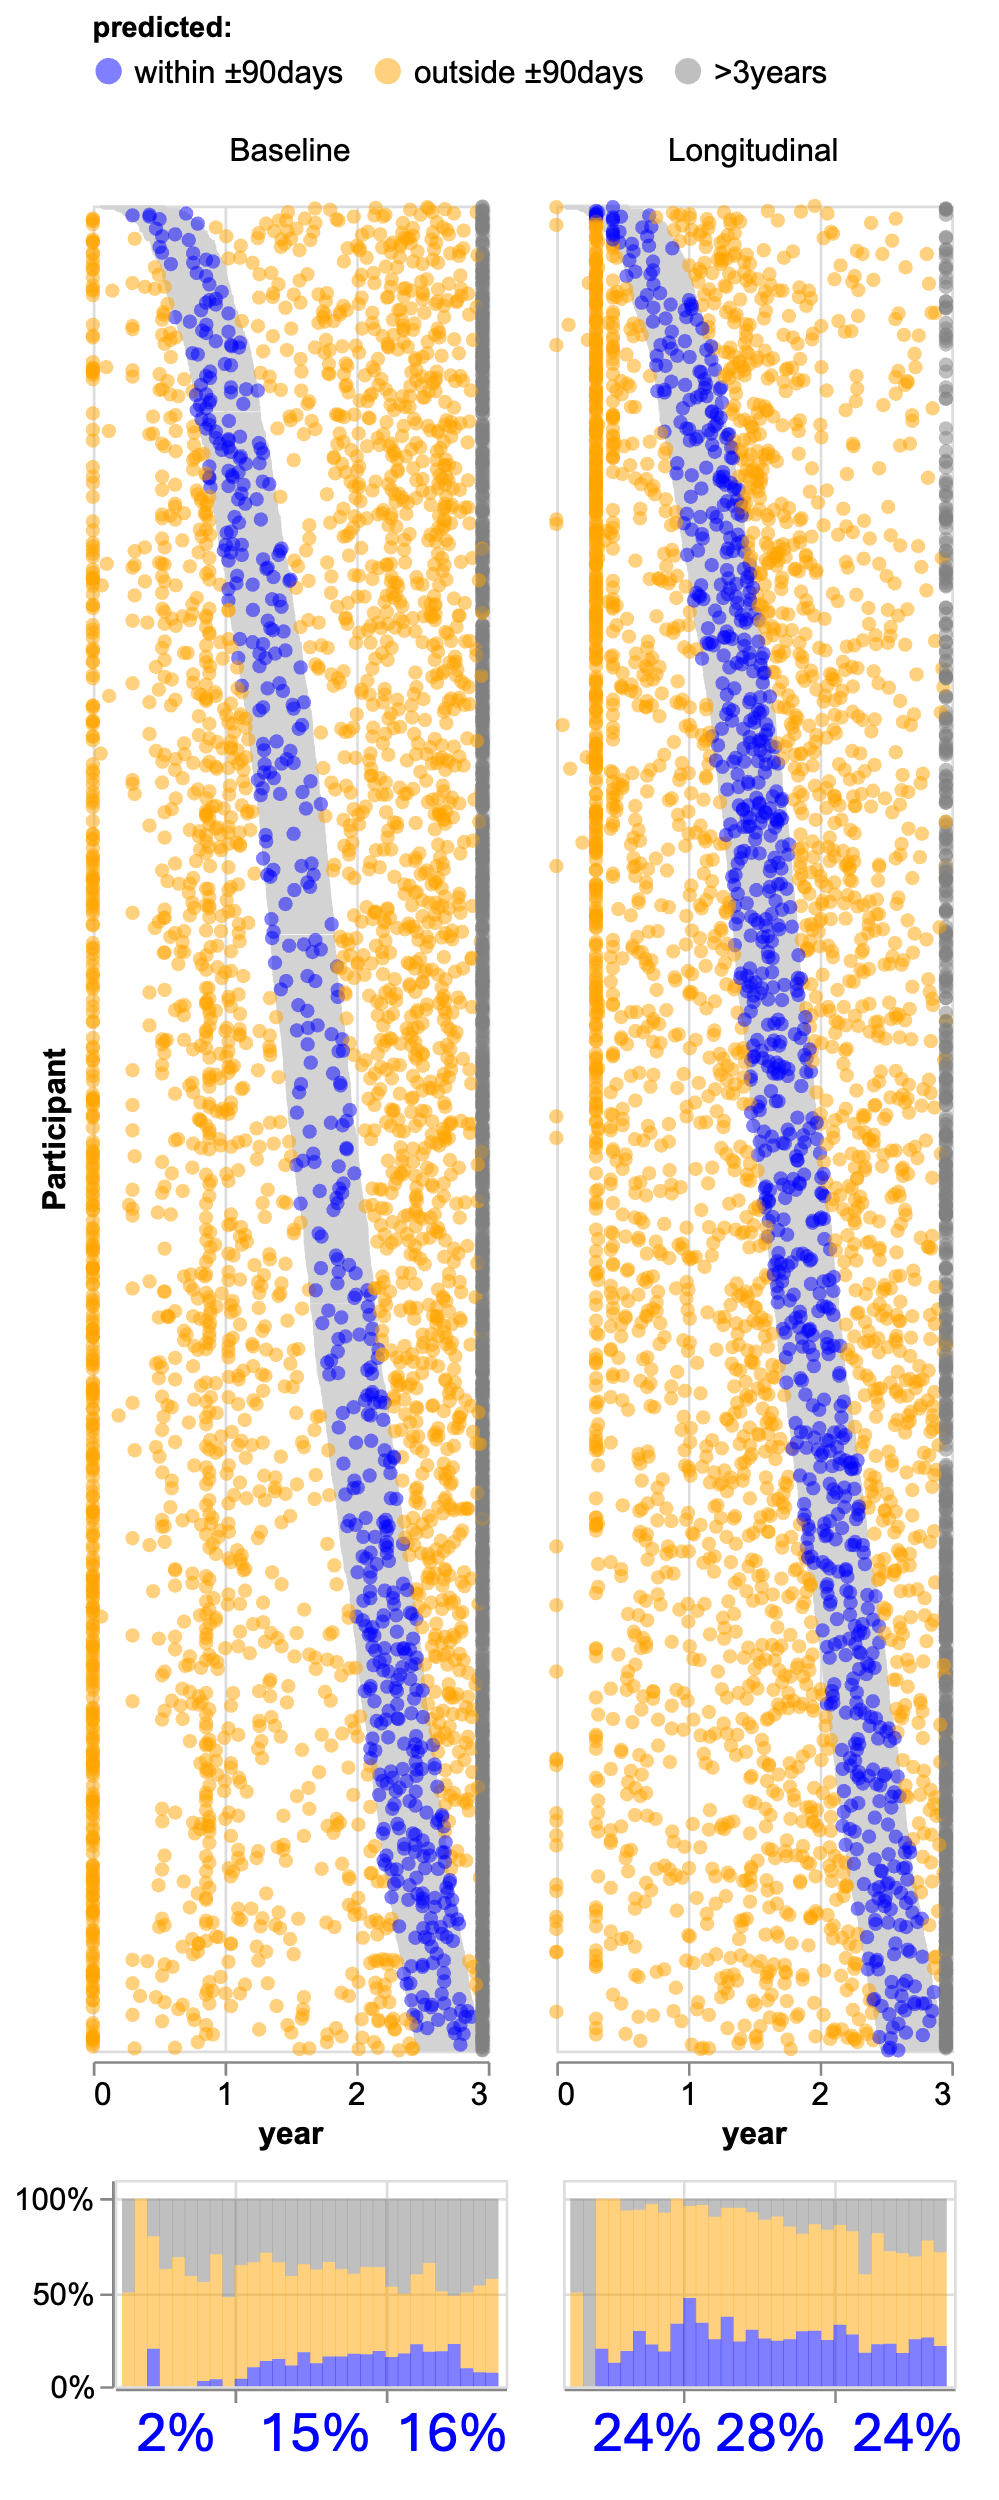 predicted:
within ±90days outside ±90days >3years
Baseline Longitudinal
Participant
0 1 2 3 0 1 2 3
year year
100%
50%
0%
2% 15% 16% 24% 28% 24%